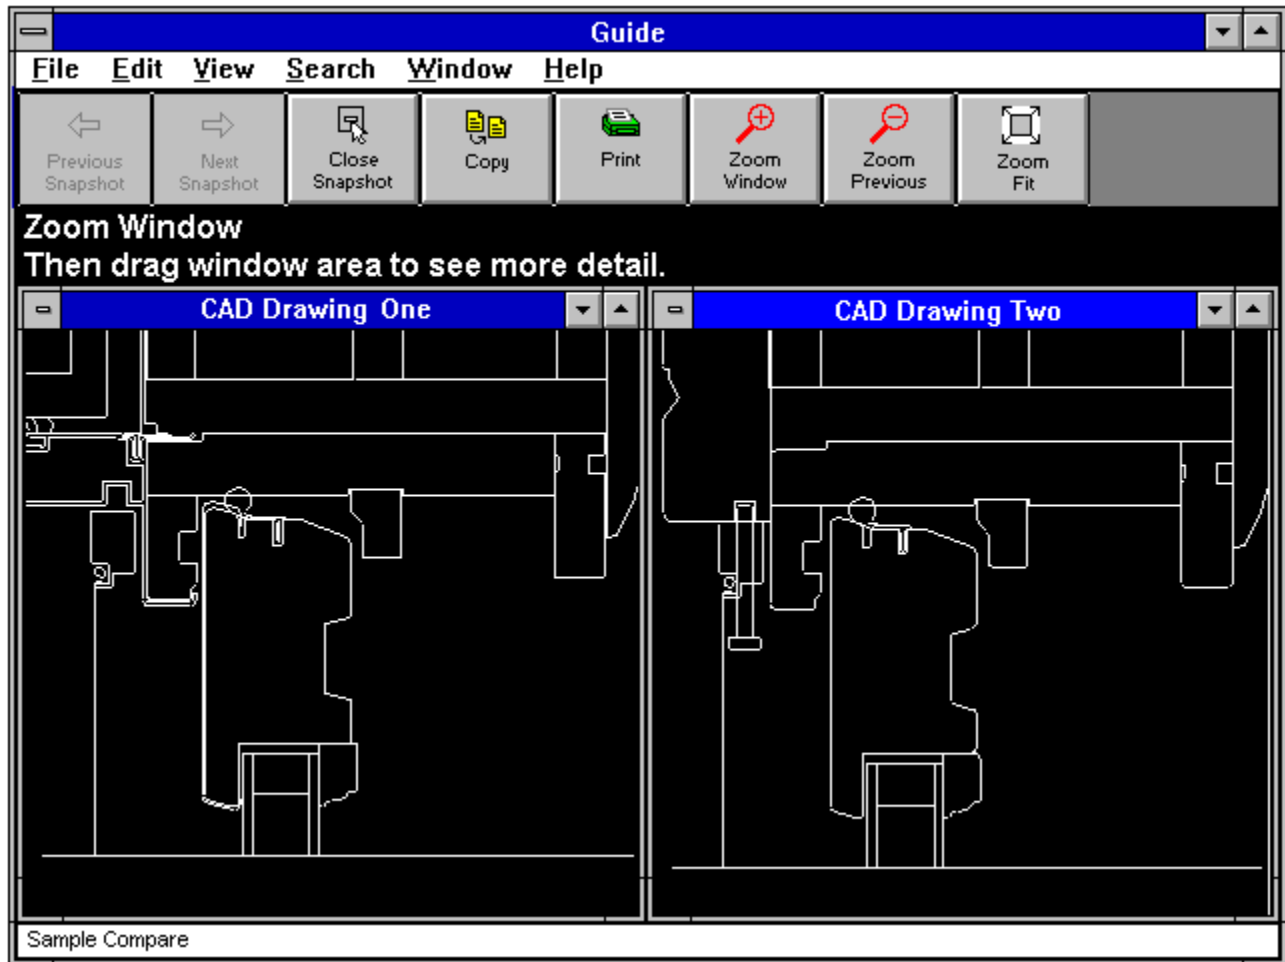 Guide
File Edit View Search Window Help
Previous
Snapshot
Next
Snapshot
Close
Snapshot
Copy
Print
Zoom
Window
Zoom
Previous
Zoom
Fit
Zoom Window
Then drag window area to see more detail.
CAD Drawing One
CAD Drawing Two
Sample Compare